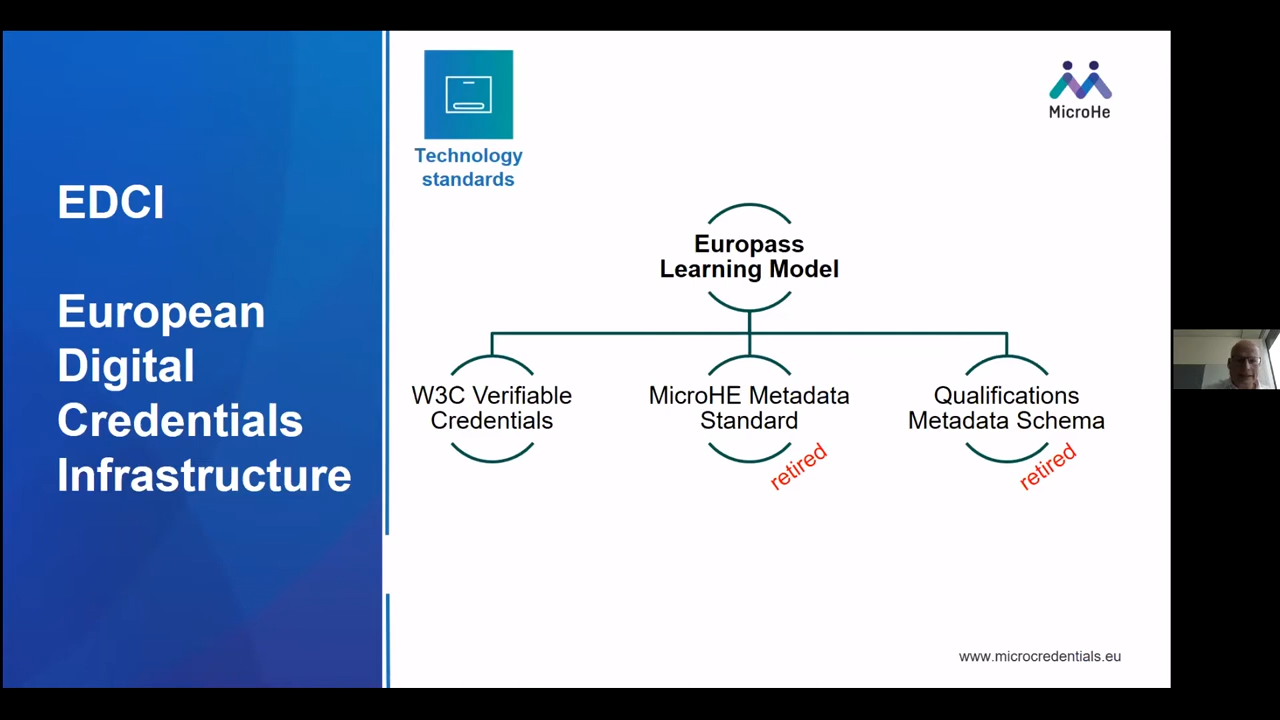 EDCI
European
Digital
Credentials
Infrastructure
Technology
standards
MicroHe
Europass
Learning Model
W3C Verifiable
Credentials
MicroHE Metadata
Standard
retired
Qualifications
Metadata Schema
retired
www.microcredentials.eu